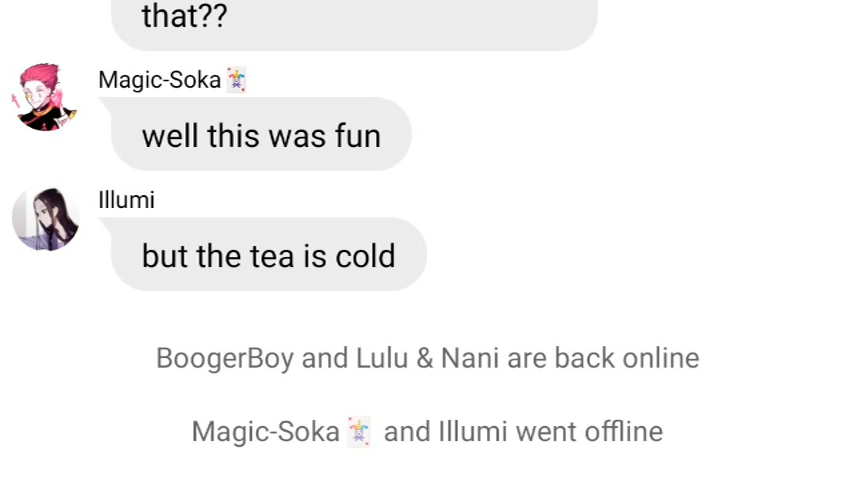 that??
Magic-Soka🃏
well this was fun
Illumi
but the tea is cold
BoogerBoy and Lulu & Nani are back online
Magic-Soka🃏 and Illumi went offline